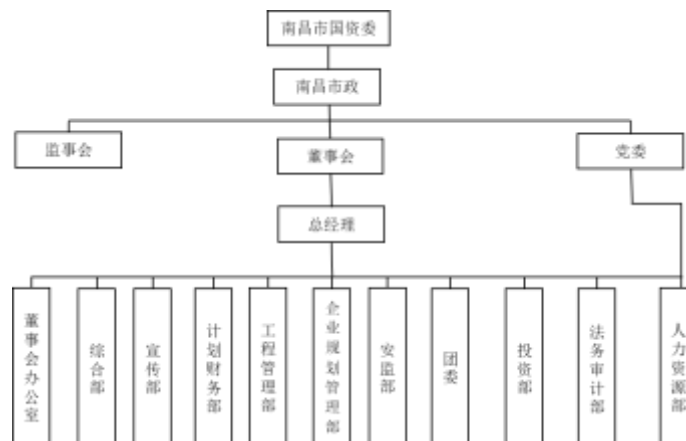 南昌市国资委
南昌市政
监事会
董事会
党委
总经理
董事会办公室
综合部
宣传部
计划财务部
工程管理部
企业规划管理部
安监部
团委
投资部
法务审计部
人力资源部